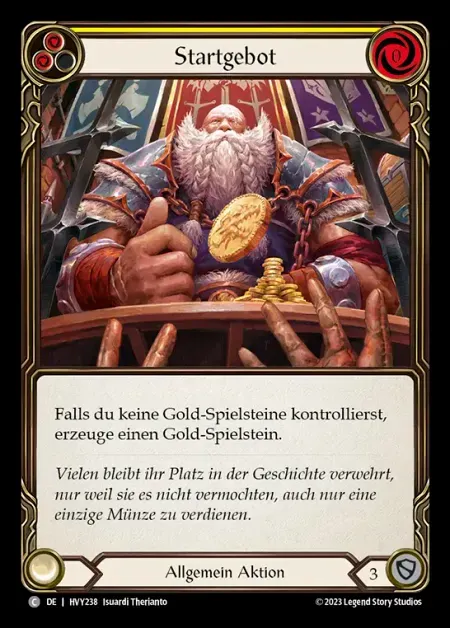 Startgebot
0
Falls du keine Gold-Spielsteine kontrollierst,
erzeuge einen Gold-Spielstein.
Vielen bleibt ihr Platz in der Geschichte verwehrt,
nur weil sie es nicht vermochten, auch nur eine
einzige Münze zu verdienen.
Allgemein Aktion
3
C DE | HVY238 Isuardi Therianto
© 2023 Legend Story Studios